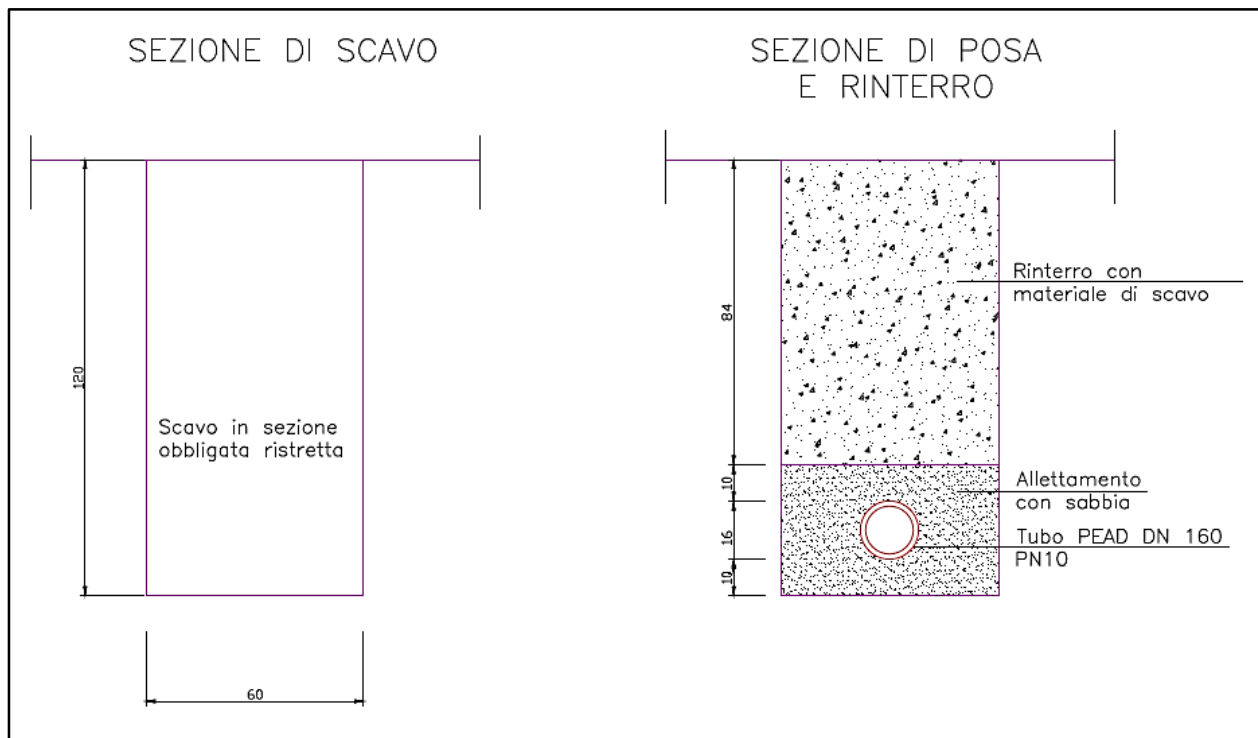 SEZIONE DI SCAVO
120
Scavo in sezione
obbligata ristretta
60
SEZIONE DI POSA
E RINTERRO
84
10
16
10
Rinterro con
materiale di scavo
Allettamento
con sabbia
Tubo PEAD DN 160
PN10